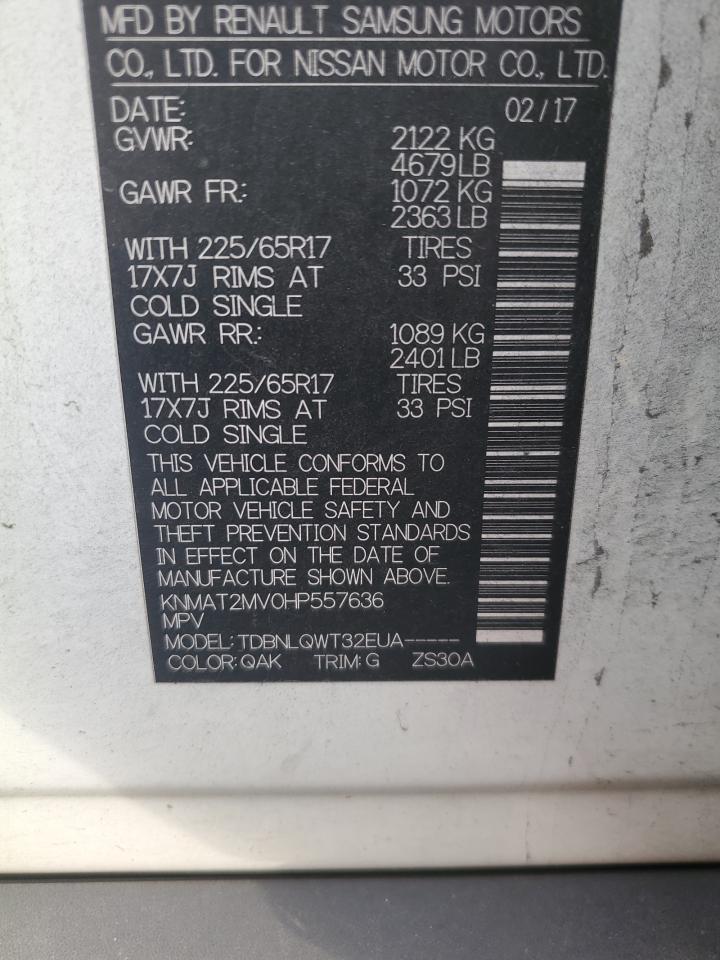 MFD BY RENAULT SAMSUNG MOTORS
CO., LTD. FOR NISSAN MOTOR CO., LTD.
DATE: 02/17
GVWR: 2122 KG
4679 LB
GAWR FR.: 1072 KG
2363 LB
WITH 225/65R17 TIRES
17X7J RIMS AT 33 PSI
COLD SINGLE
GAWR RR.: 1089 KG
2401 LB
WITH 225/65R17 TIRES
17X7J RIMS AT 33 PSI
COLD SINGLE
THIS VEHICLE CONFORMS TO
ALL APPLICABLE FEDERAL
MOTOR VEHICLE SAFETY AND
THEFT PREVENTION STANDARDS
IN EFFECT ON THE DATE OF
MANUFACTURE SHOWN ABOVE.
KNMAT2MV0HP557636
MPV
MODEL: TDBNLQWT32EUA-----
COLOR: QAK TRIM: G ZS30A